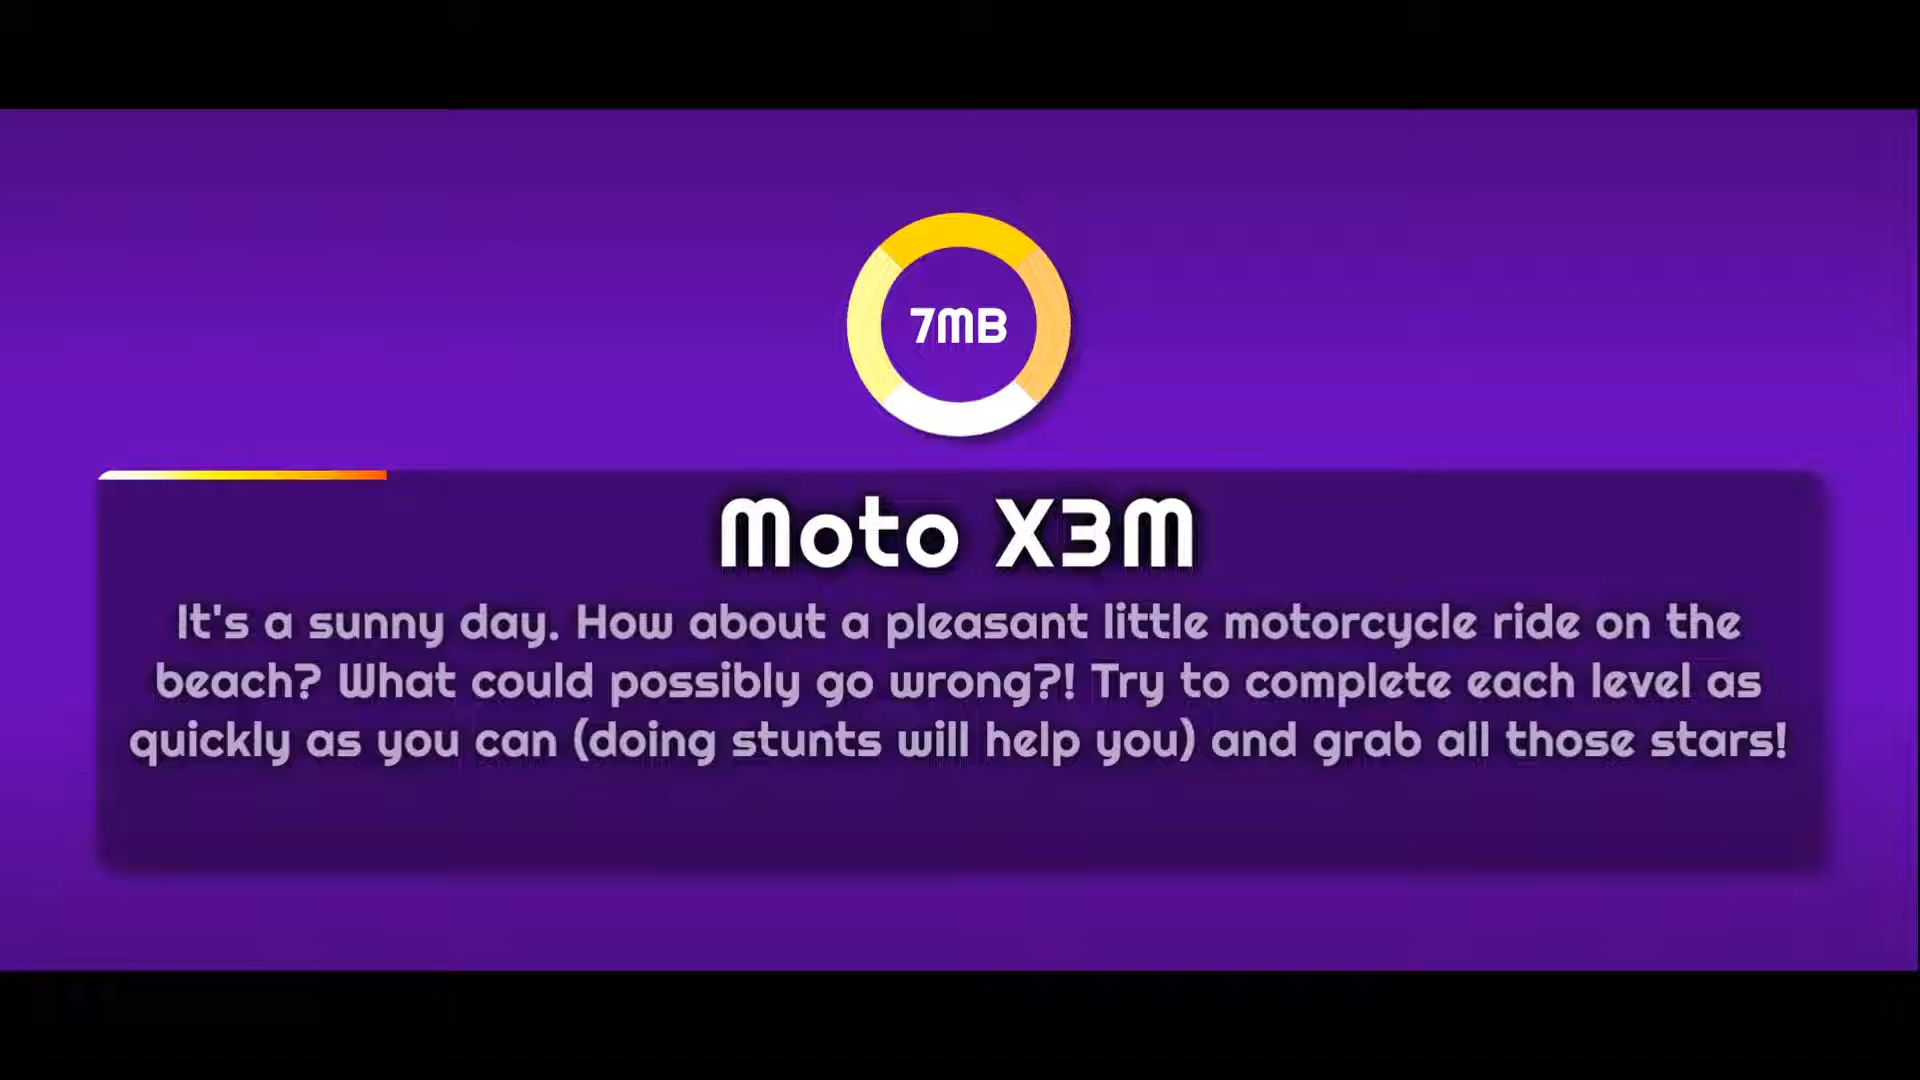 7MB
Moto X3M
It's a sunny day. How about a pleasant little motorcycle ride on the
beach? What could possibly go wrong?! Try to complete each level as
quickly as you can (doing stunts will help you) and grab all those stars!